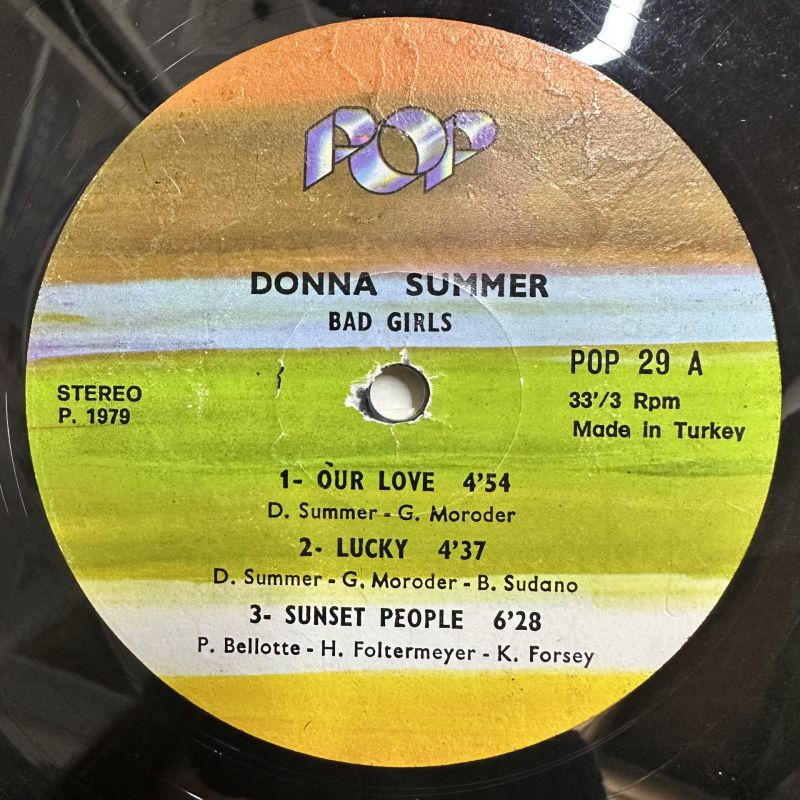 POP
DONNA SUMMER
BAD GIRLS
STEREO
P. 1979
POP 29 A
33'/3 Rpm
Made in Turkey
1- OUR LOVE 4'54
D. Summer - G. Moroder
2- LUCKY 4'37
D. Summer - G. Moroder - B. Sudano
3- SUNSET PEOPLE 6'28
P. Bellotte - H. Foltermeyer - K. Forsey